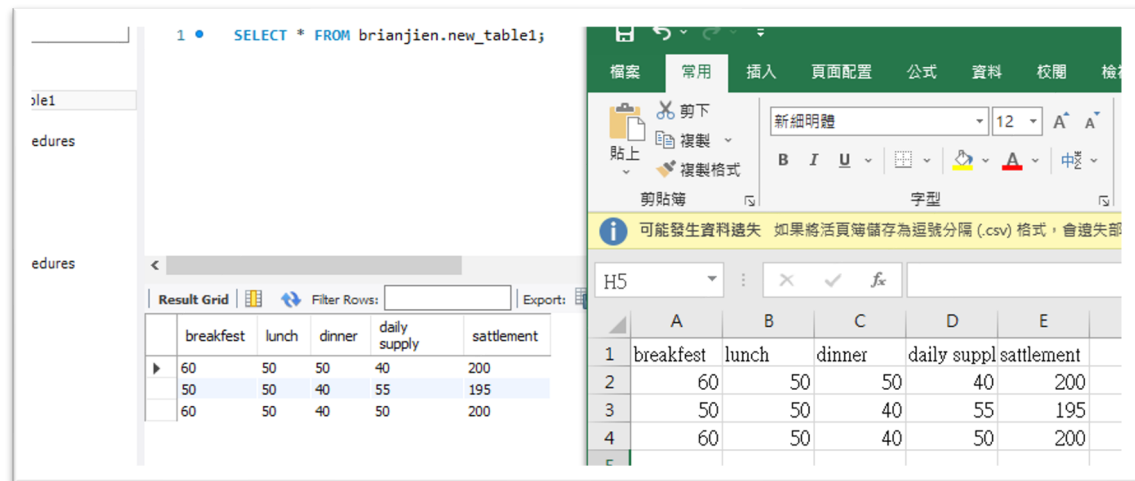 1 SELECT * FROM brianjien.new_table1;
ble1
edures
edures
Result Grid Filter Rows: Export:
breakfest lunch dinner daily supply sattlement
60 50 50 40 200
50 50 40 55 195
60 50 40 50 200
檔案 常用 插入 頁面配置 公式 資料 校閱 檢視
剪下
複製
複製格式
貼上
剪貼簿
新細明體 12 A A
B I U A 中
字型
可能發生資料遺失 如果將活頁簿儲存為逗號分隔 (.csv) 格式，會遺失部
H5 fx
A B C D E
1 breakfest lunch dinner daily suppl sattlement
2 60 50 50 40 200
3 50 50 40 55 195
4 60 50 40 50 200
5